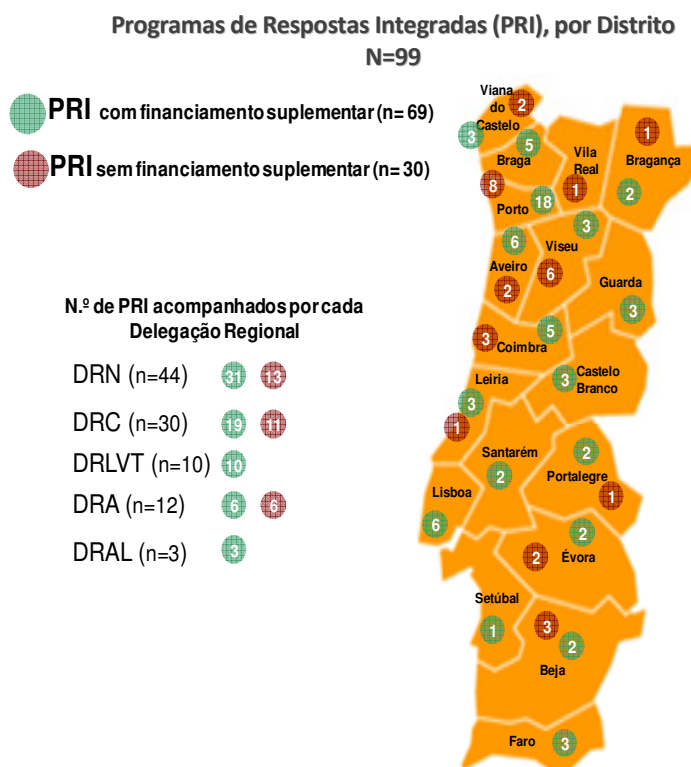 Programas de Respostas Integradas (PRI), por Distrito
N=99
PRI com financiamento suplementar (n= 69)
PRI sem financiamento suplementar (n= 30)
N.º de PRI acompanhados por cada
Delegação Regional
DRN (n=44) 31 13
DRC (n=30) 19 11
DRLVT (n=10) 10
DRA (n=12) 6 6
DRAL (n=3) 3
Viana
do
Castelo
2
3
5
Braga
8
Porto
18
Vila
Real
1
1
Bragança
2
3
6
Viseu
Aveiro
6
2
Guarda
3
3
5
Coimbra
Leiria
3
Castelo
Branco
3
1
Santarém
2
2
Portalegre
1
Lisboa
6
2
2
Évora
Setúbal
1
3
2
Beja
Faro
3